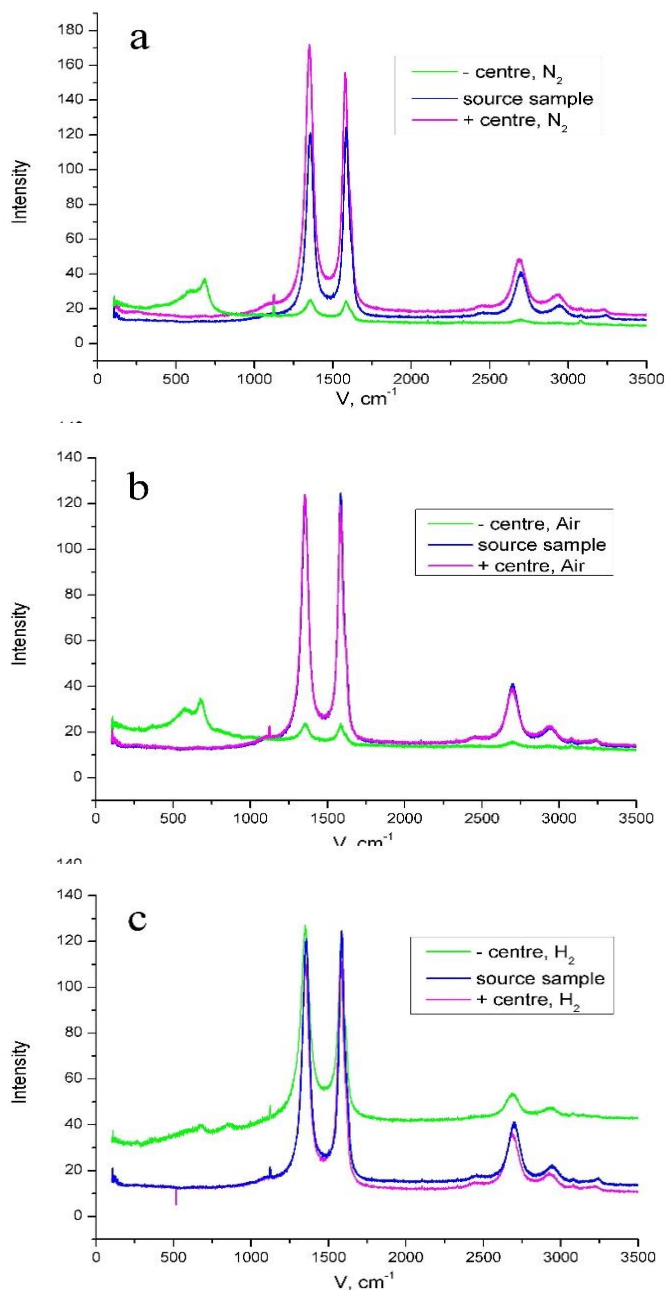 a
180
160
140
120
100
80
60
40
20
0
Intensity
- centre, N₂
source sample
+ centre, N₂
0 500 1000 1500 2000 2500 3000 3500
V, cm⁻¹
b
140
120
100
80
60
40
20
0
Intensity
- centre, Air
source sample
+ centre, Air
0 500 1000 1500 2000 2500 3000 3500
V, cm⁻¹
140
c
140
120
100
80
60
40
20
0
Intensity
- centre, H₂
source sample
+ centre, H₂
0 500 1000 1500 2000 2500 3000 3500
V, cm⁻¹